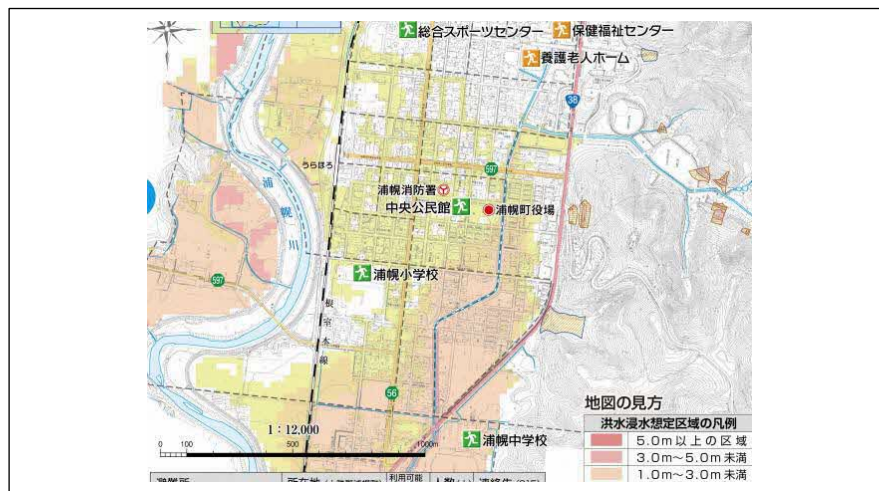 総合スポーツセンター
保健福祉センター
養護老人ホーム
38
うらほろ
597
浦幌消防署
中央公民館
浦幌町役場
浦幌川
浦幌小学校
597
根室本線
56
1:12,000
0 100 500 1000m
浦幌中学校
地図の見方
洪水浸水想定区域の凡例
5.0m以上の区域
3.0m～5.0m未満
1.0m～3.0m未満
利用可能